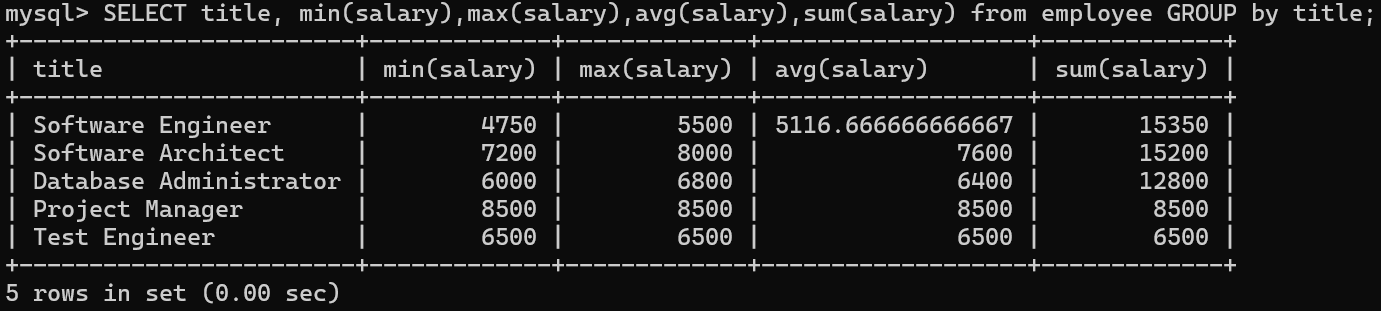 mysql> SELECT title, min(salary),max(salary),avg(salary),sum(salary) from employee GROUP by title;
+------------------------+-------------+-------------+-------------------+-------------+
| title                  | min(salary) | max(salary) | avg(salary)       | sum(salary) |
+------------------------+-------------+-------------+-------------------+-------------+
| Software Engineer      |        4750 |        5500 | 5116.666666666667 |       15350 |
| Software Architect     |        7200 |        8000 |              7600 |       15200 |
| Database Administrator |        6000 |        6800 |              6400 |       12800 |
| Project Manager        |        8500 |        8500 |              8500 |        8500 |
| Test Engineer          |        6500 |        6500 |              6500 |        6500 |
+------------------------+-------------+-------------+-------------------+-------------+
5 rows in set (0.00 sec)